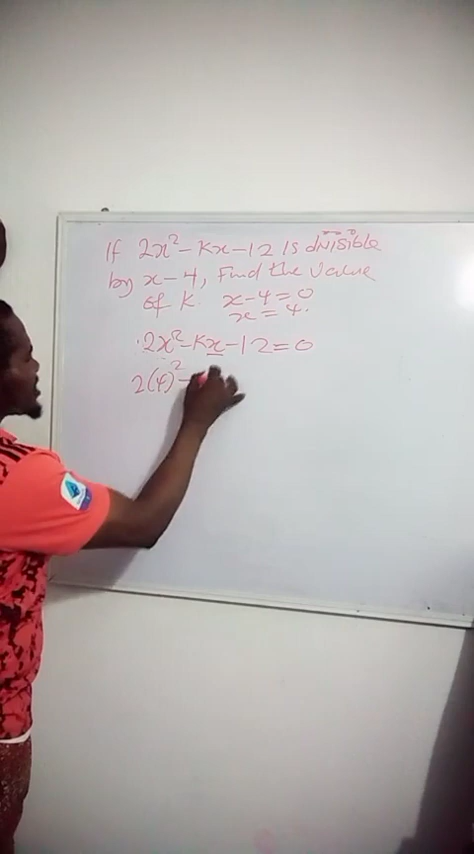 If 2x² - Kx - 12 is divisible
by x - 4, Find the value
of K. x - 4 = 0
x = 4.
2x² - Kx - 12 = 0
2(4)² -